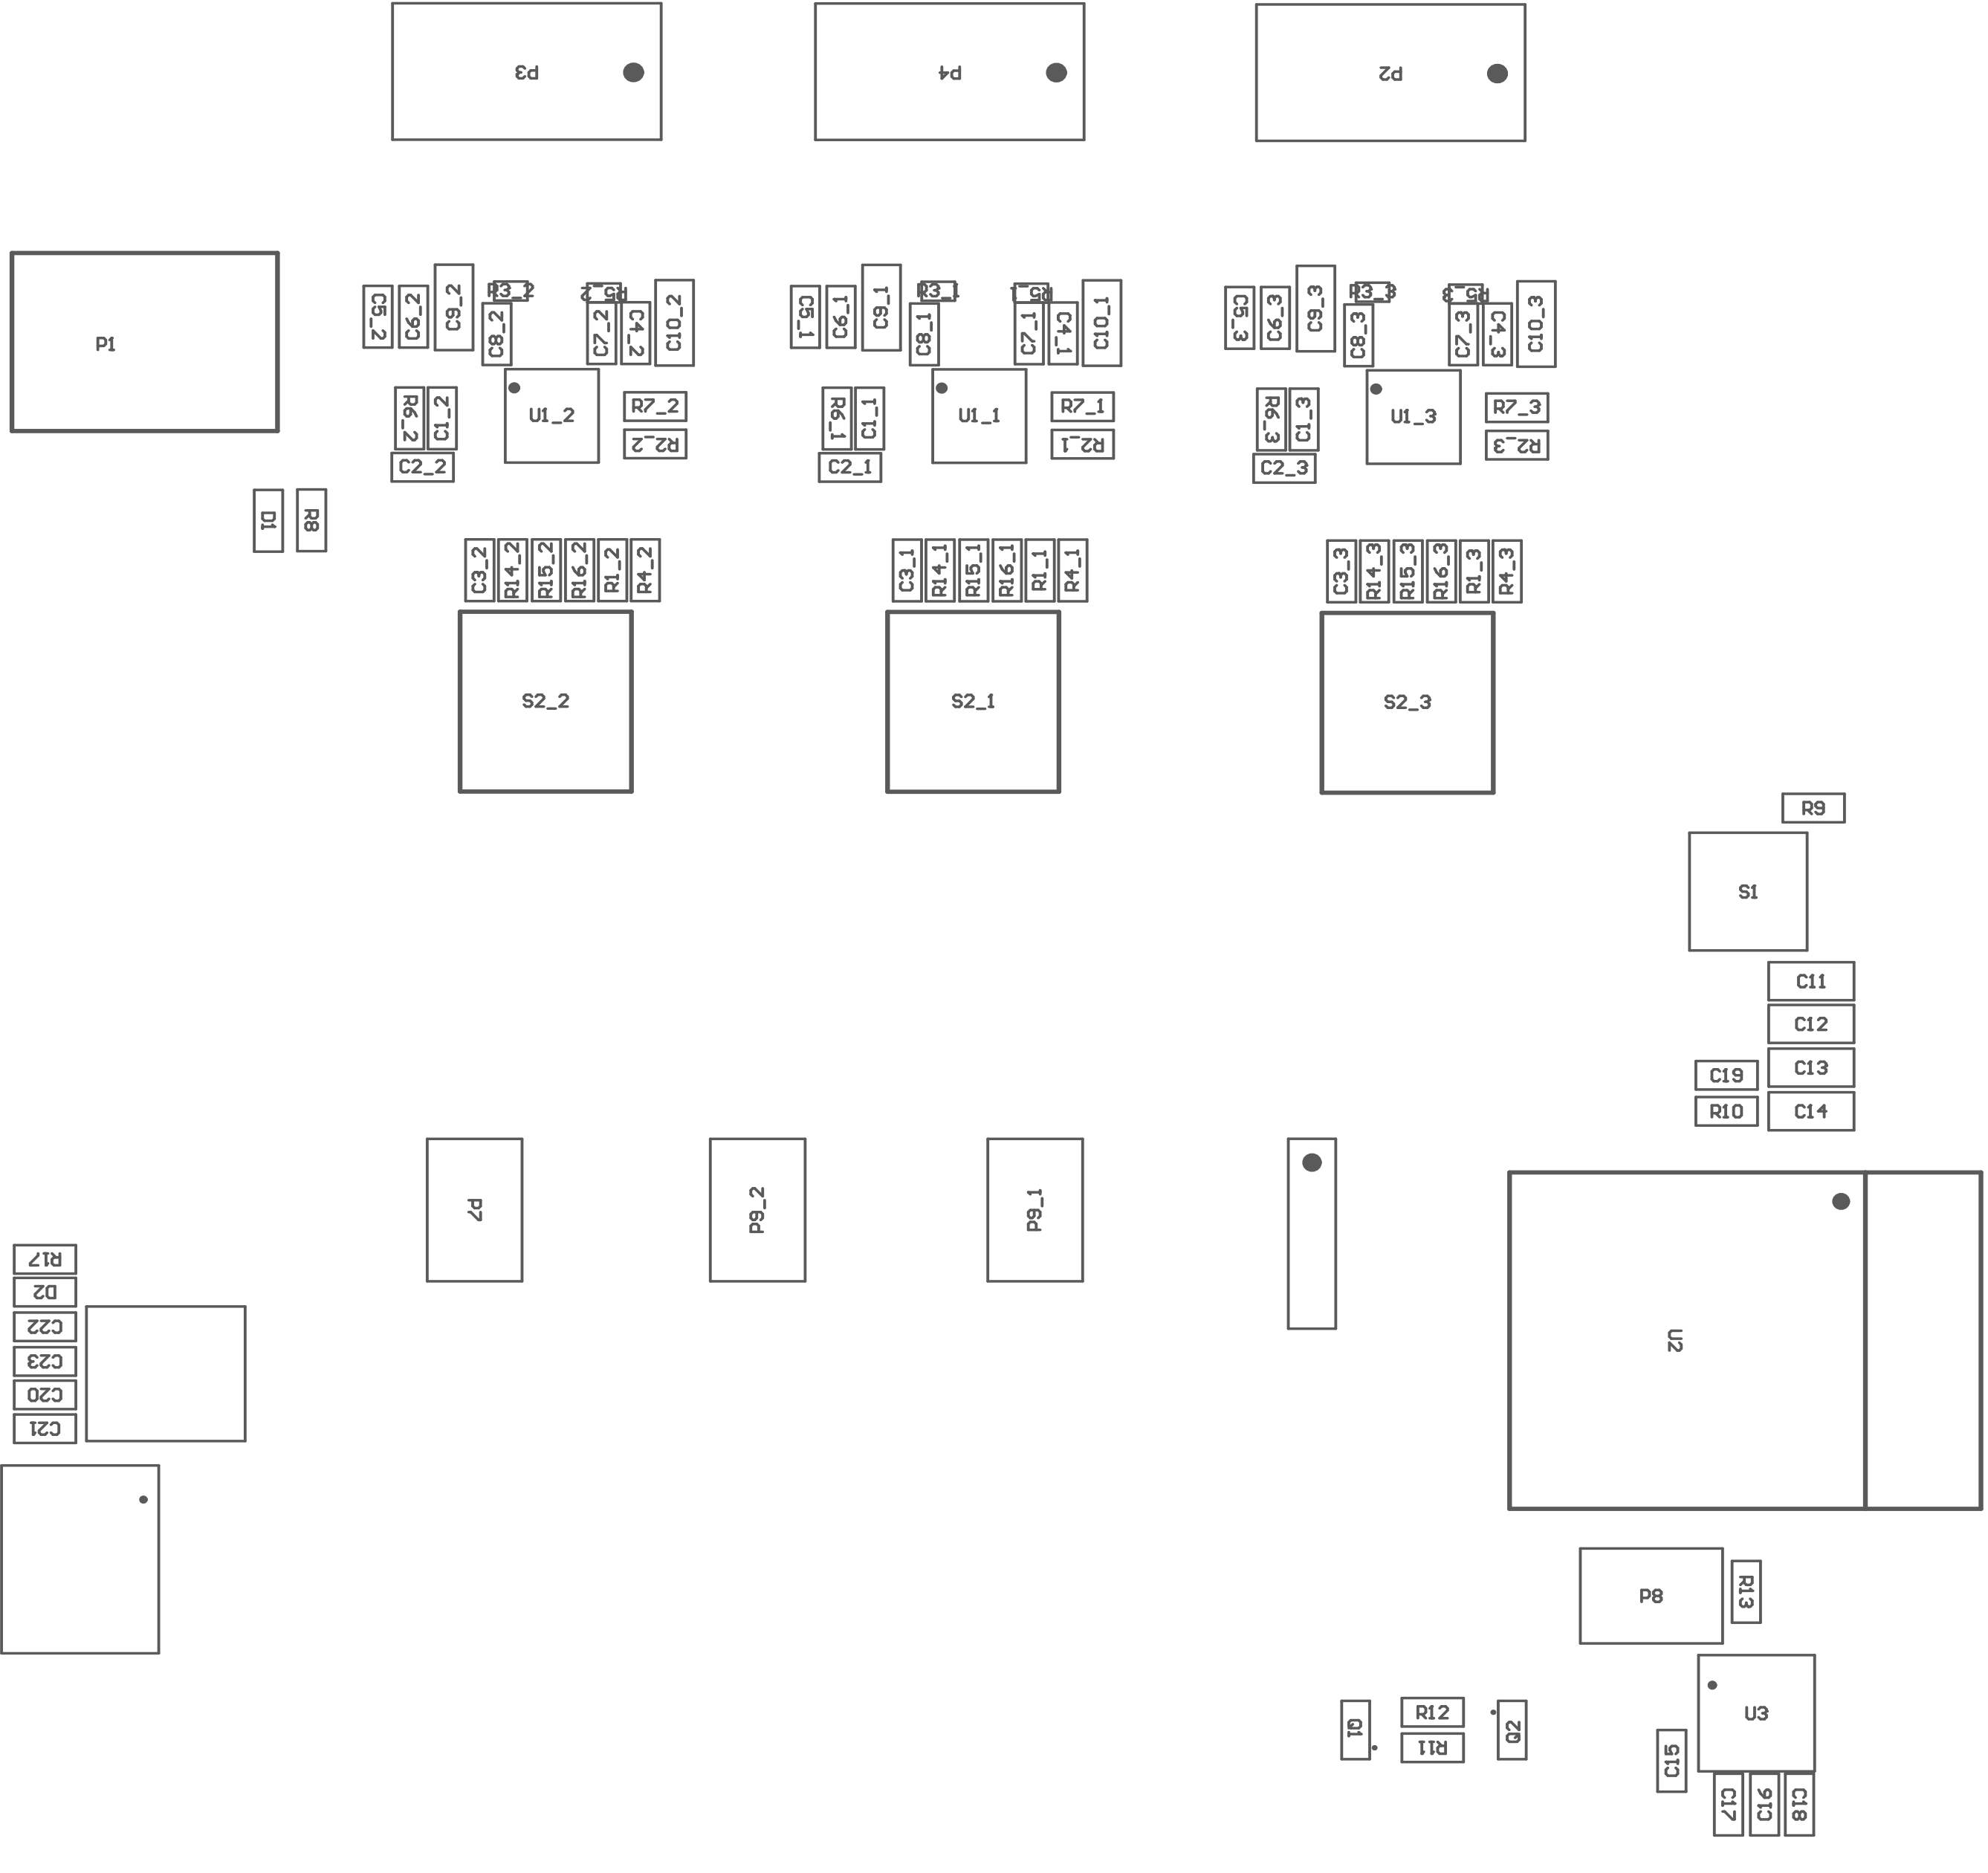 P3
P4
P2
P1
C5_2
C6_2
C9_2
R3_2
C8_2
R5_2
C7_2
C4_2
C10_2
R6_2
C1_2
U1_2
R7_2
R2_2
C2_2
C5_1
C6_1
C9_1
R3_1
C8_1
R5_1
C7_1
C4_1
C10_1
R6_1
C1_1
U1_1
R7_1
R2_1
C2_1
C5_3
C6_3
C9_3
R3_3
C8_3
R5_3
C7_3
C4_3
C10_3
R6_3
C1_3
U1_3
R7_3
R2_3
C2_3
D1
R8
C3_2
R14_2
R15_2
R16_2
R1_2
R4_2
C3_1
R14_1
R15_1
R16_1
R1_1
R4_1
C3_3
R14_3
R15_3
R16_3
R1_3
R4_3
S2_2
S2_1
S2_3
R9
S1
C11
C12
C13
C14
C19
R10
P7
P9_2
P9_1
R17
D2
C22
C23
C20
C21
U2
P8
R13
U3
Q1
R12
R11
Q2
C15
C17
C16
C18